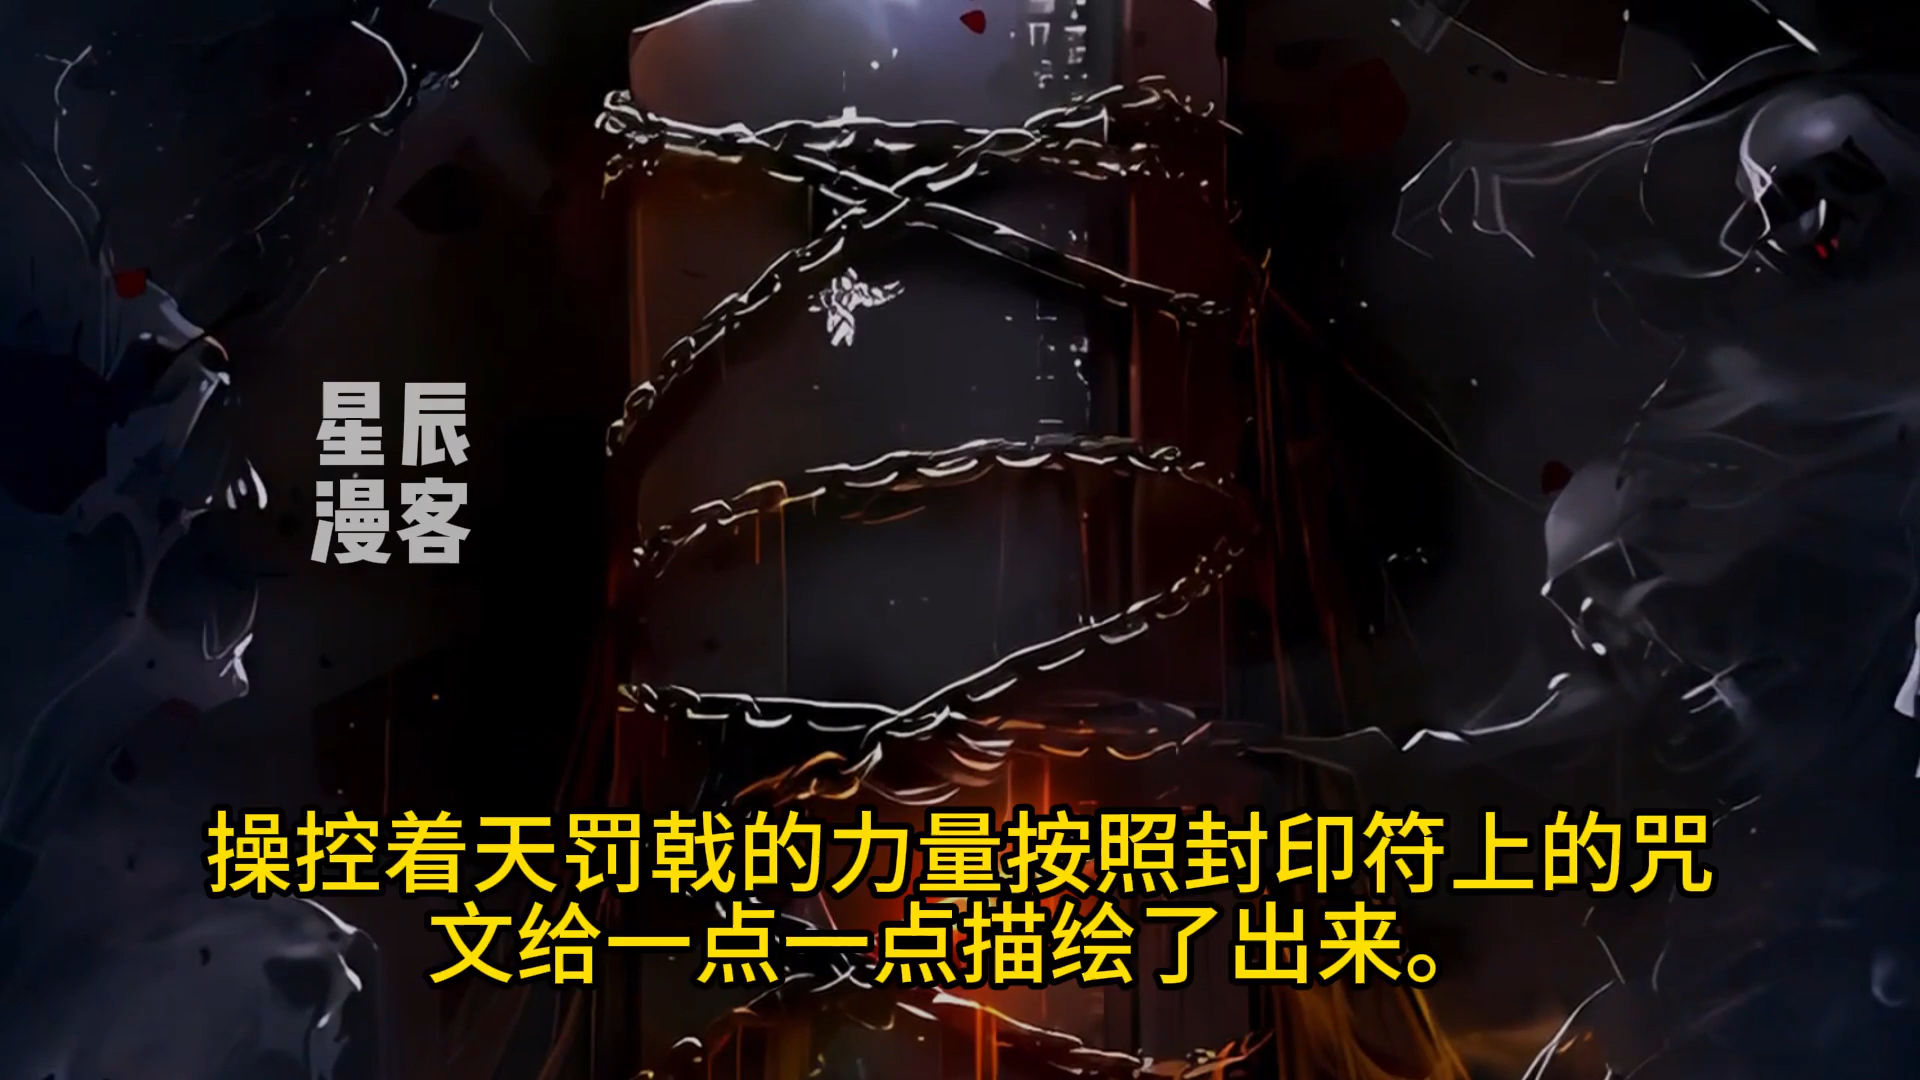 星辰
漫客
操控着天罚戟的力量按照封印符上的咒
文给一点一点描绘了出来。